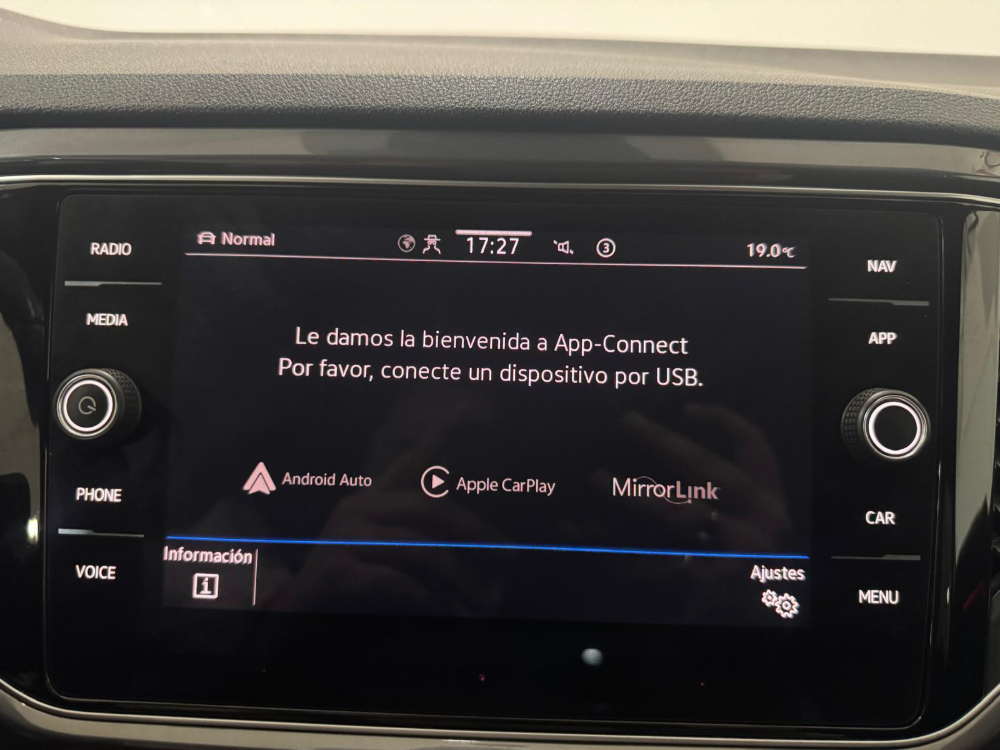 RADIO
MEDIA
PHONE
VOICE
Normal
17:27
3
19.0°C
Le damos la bienvenida a App-Connect
Por favor, conecte un dispositivo por USB.
Android Auto
Apple CarPlay
MirrorLink
Información
i
Ajustes
NAV
APP
CAR
MENU